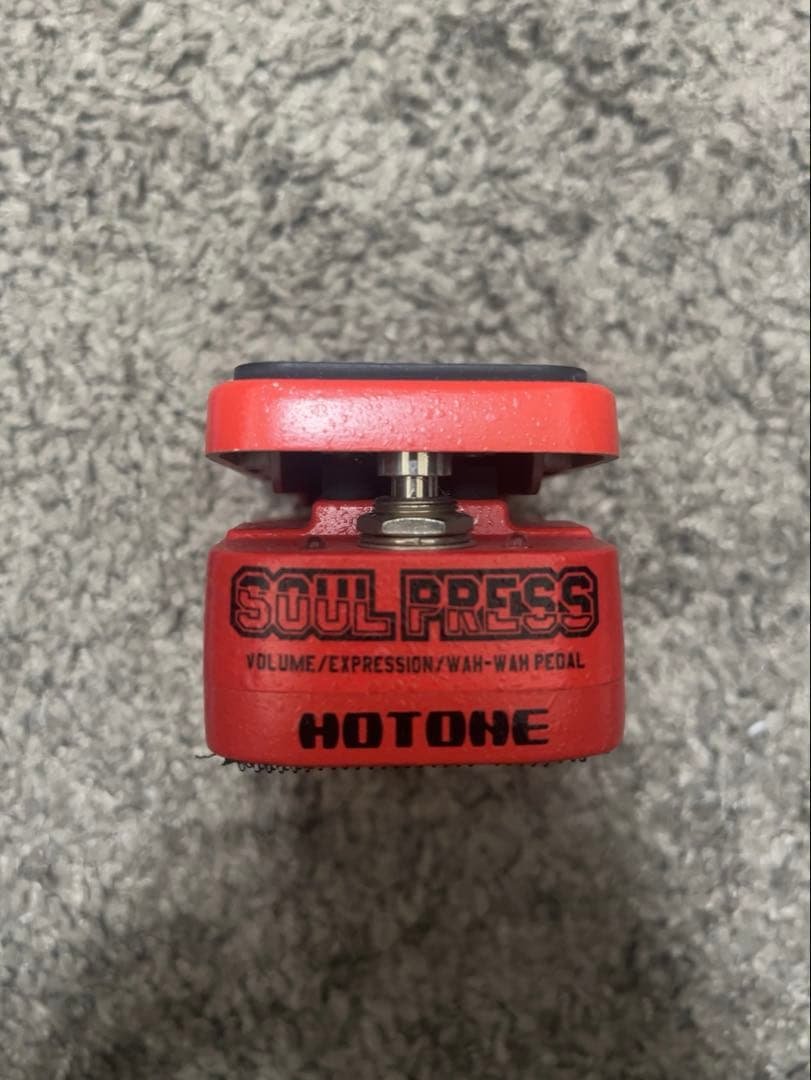 SOUL PRESS
VOLUME/EXPRESSION/WAH-WAH PEDAL
HOTONE